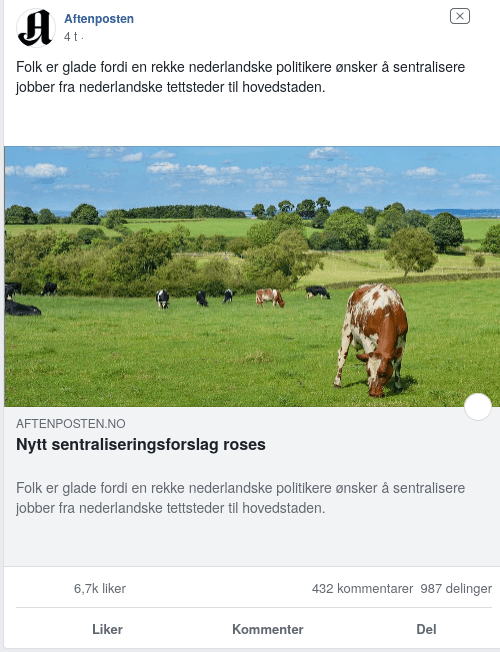 Aftenposten
4 t ·
Folk er glade fordi en rekke nederlandske politikere ønsker å sentralisere
jobber fra nederlandske tettsteder til hovedstaden.
AFTENPOSTEN.NO
Nytt sentraliseringsforslag roses
Folk er glade fordi en rekke nederlandske politikere ønsker å sentralisere
jobber fra nederlandske tettsteder til hovedstaden.
6,7k liker 432 kommentarer 987 delinger
Liker Kommenter Del